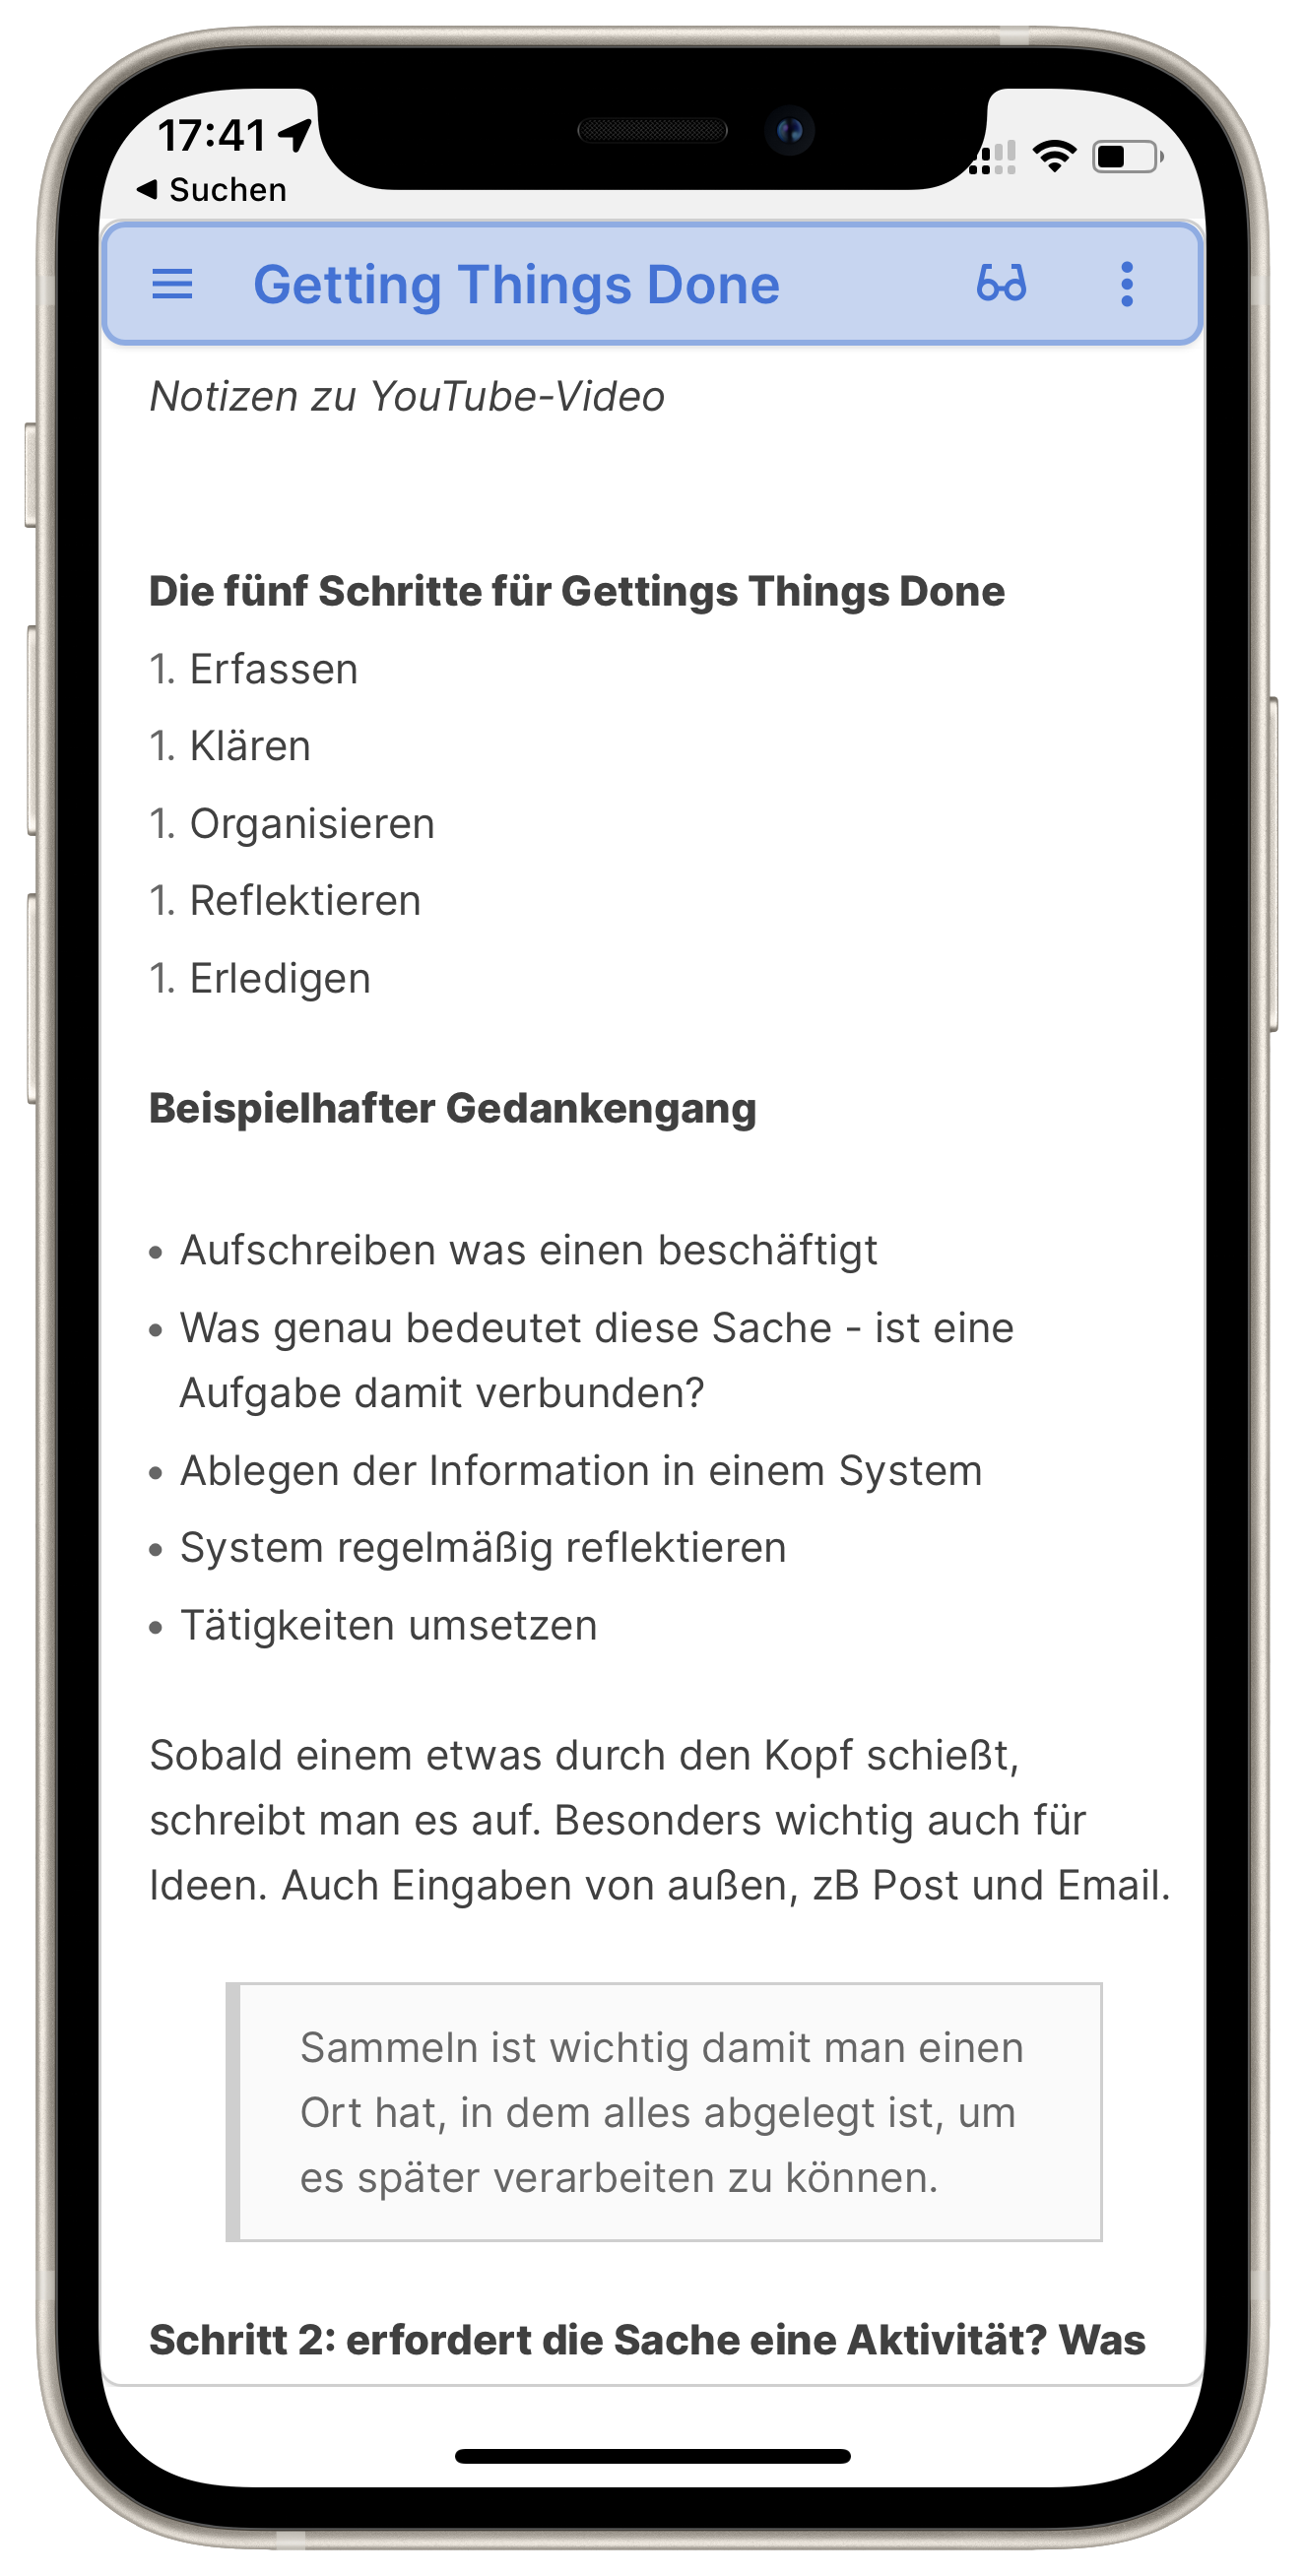 17:41
Suchen
Getting Things Done
Notizen zu YouTube-Video
Die fünf Schritte für Gettings Things Done
1. Erfassen
1. Klären
1. Organisieren
1. Reflektieren
1. Erledigen
Beispielhafter Gedankengang
• Aufschreiben was einen beschäftigt
• Was genau bedeutet diese Sache - ist eine
Aufgabe damit verbunden?
• Ablegen der Information in einem System
• System regelmäßig reflektieren
• Tätigkeiten umsetzen
Sobald einem etwas durch den Kopf schießt,
schreibt man es auf. Besonders wichtig auch für
Ideen. Auch Eingaben von außen, zB Post und Email.
Sammeln ist wichtig damit man einen
Ort hat, in dem alles abgelegt ist, um
es später verarbeiten zu können.
Schritt 2: erfordert die Sache eine Aktivität? Was